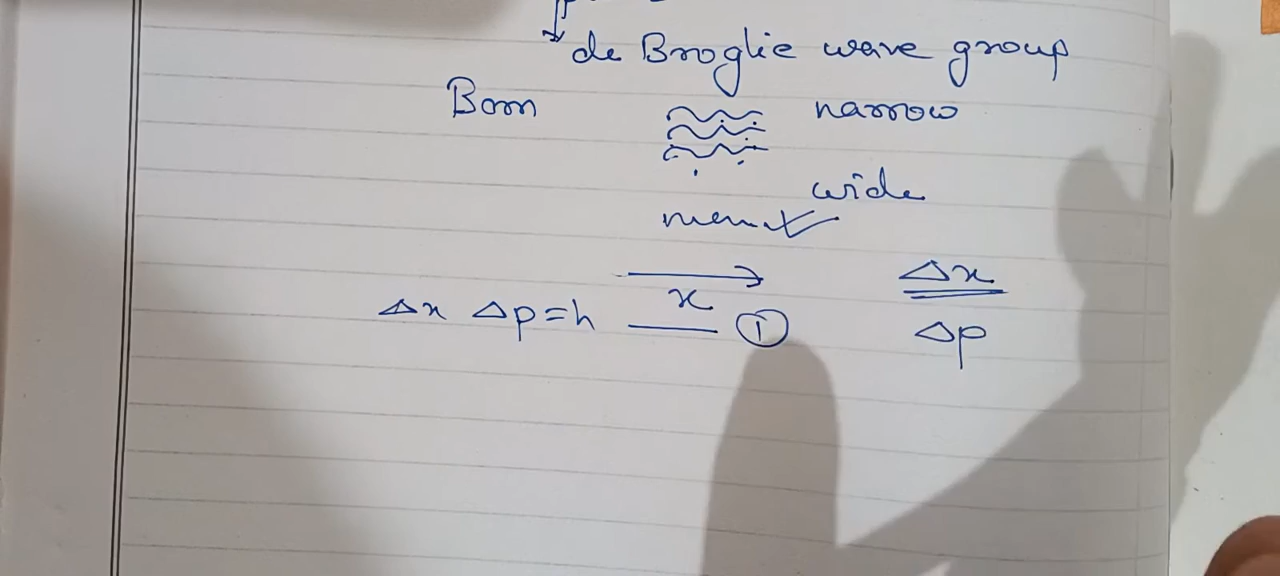 de Broglie wave group
Born narrow
wide
Δx
x
Δx Δp=h ①
Δp